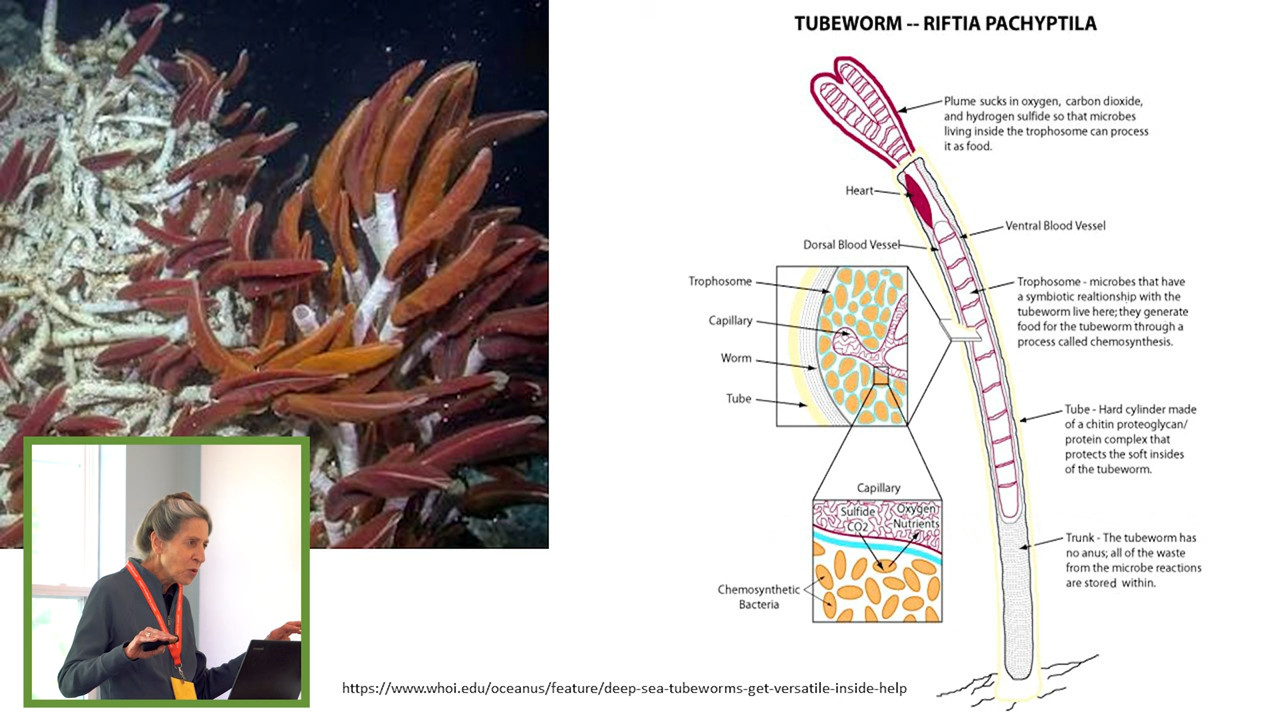 TUBEWORM -- RIFTIA PACHYPTILA
Plume sucks in oxygen, carbon dioxide,
and hydrogen sulfide so that microbes
living inside the trophosome can process
it as food.
Heart
Ventral Blood Vessel
Dorsal Blood Vessel
Trophosome
Capillary
Worm
Tube
Trophosome - microbes that have
a symbiotic realtionship with the
tubeworm live here; they generate
food for the tubeworm through a
process called chemosynthesis.
Tube - Hard cylinder made
of a chitin proteoglycan/
protein complex that
protects the soft insides
of the tubeworm.
Capillary
Sulfide
CO2
Oxygen
Nutrients
Chemosynthetic
Bacteria
Trunk - The tubeworm has
no anus; all of the waste
from the microbe reactions
are stored within.
https://www.whoi.edu/oceanus/feature/deep-sea-tubeworms-get-versatile-inside-help